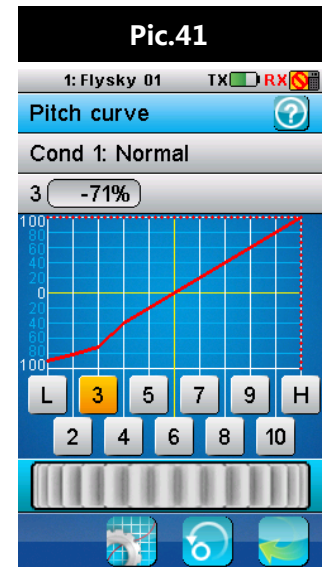 Pic.41
1: Flysky 01 TX RX
Pitch curve ?
Cond 1: Normal
3 -71%
100
80
60
40
20
0
20
40
60
80
100
L 3 5 7 9 H
2 4 6 8 10